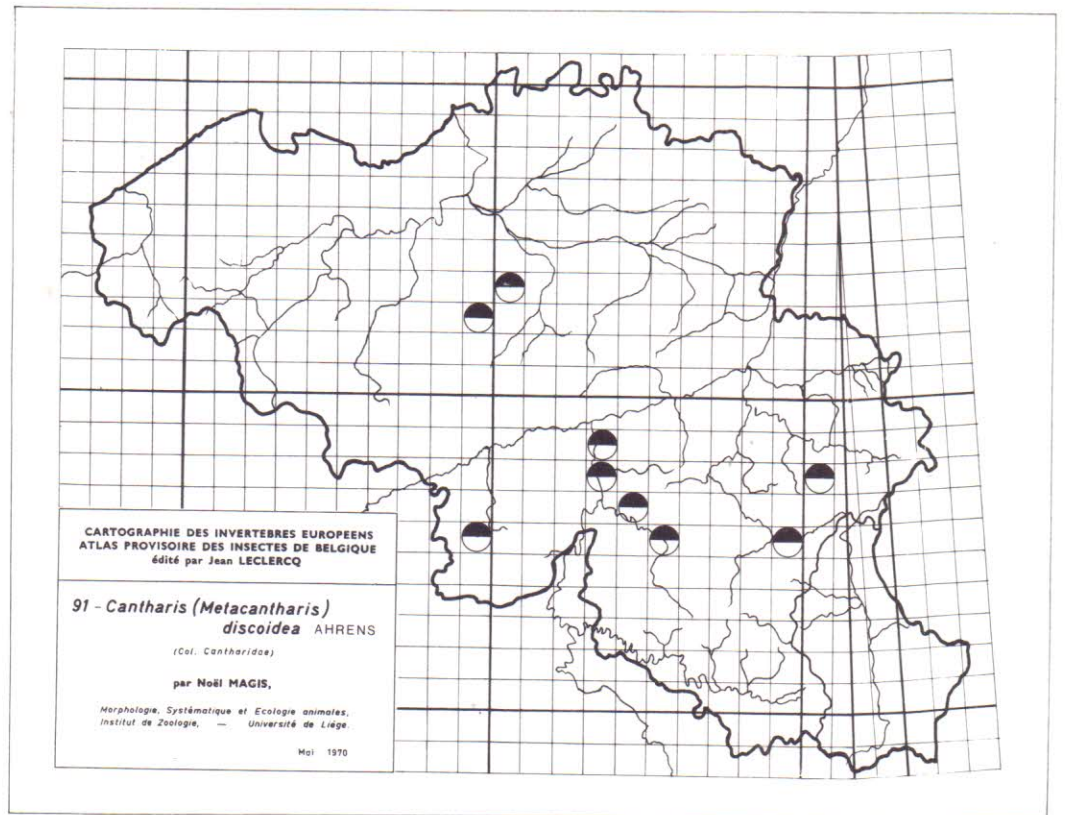 CARTOGRAPHIE DES INVERTEBRES EUROPEENS
ATLAS PROVISOIRE DES INSECTES DE BELGIQUE
édité par Jean LECLERCQ
91 - Cantharis (Metacantharis)
discoidea AHRENS
(Col. Cantharidae)
par Noël MAGIS,
Morphologie, Systématique et Ecologie animales,
Institut de Zoologie, — Université de Liége.
Mai 1970